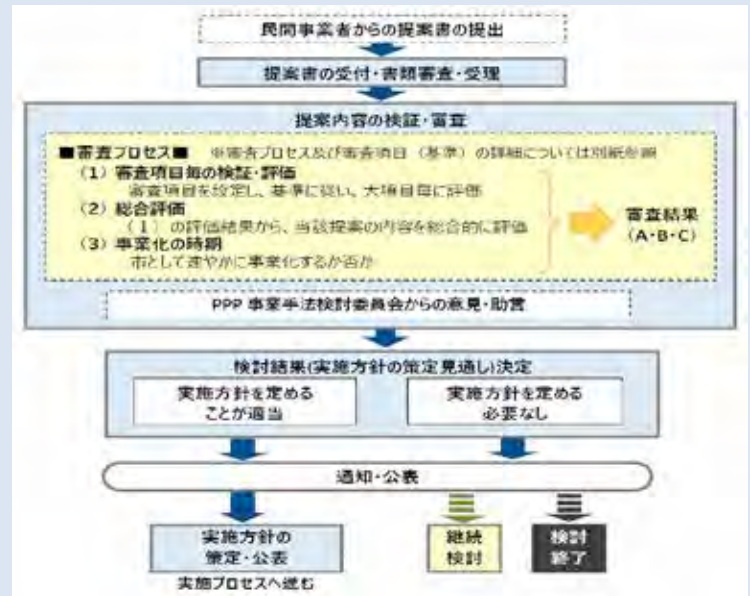 民間事業者からの提案書の提出
提案書の受付・書類審査・受理
提案内容の検証・審査
■審査プロセス■　※審査プロセス及び審査項目（基準）の詳細については別紙参照
(1) 審査項目毎の検証・評価
審査項目を設定し、基準に従い、大項目毎に評価
(2) 総合評価
（1）の評価結果から、当該提案の内容を総合的に評価
(3) 事業化の時期
市として速やかに事業化するか否か
審査結果
(A・B・C)
PPP 事業手法検討委員会からの意見・助言
検討結果(実施方針の策定見通し)決定
実施方針を定める
ことが適当
実施方針を定める
必要なし
通知・公表
実施方針の
策定・公表
継続
検討
検討
終了
実施プロセスへ進む